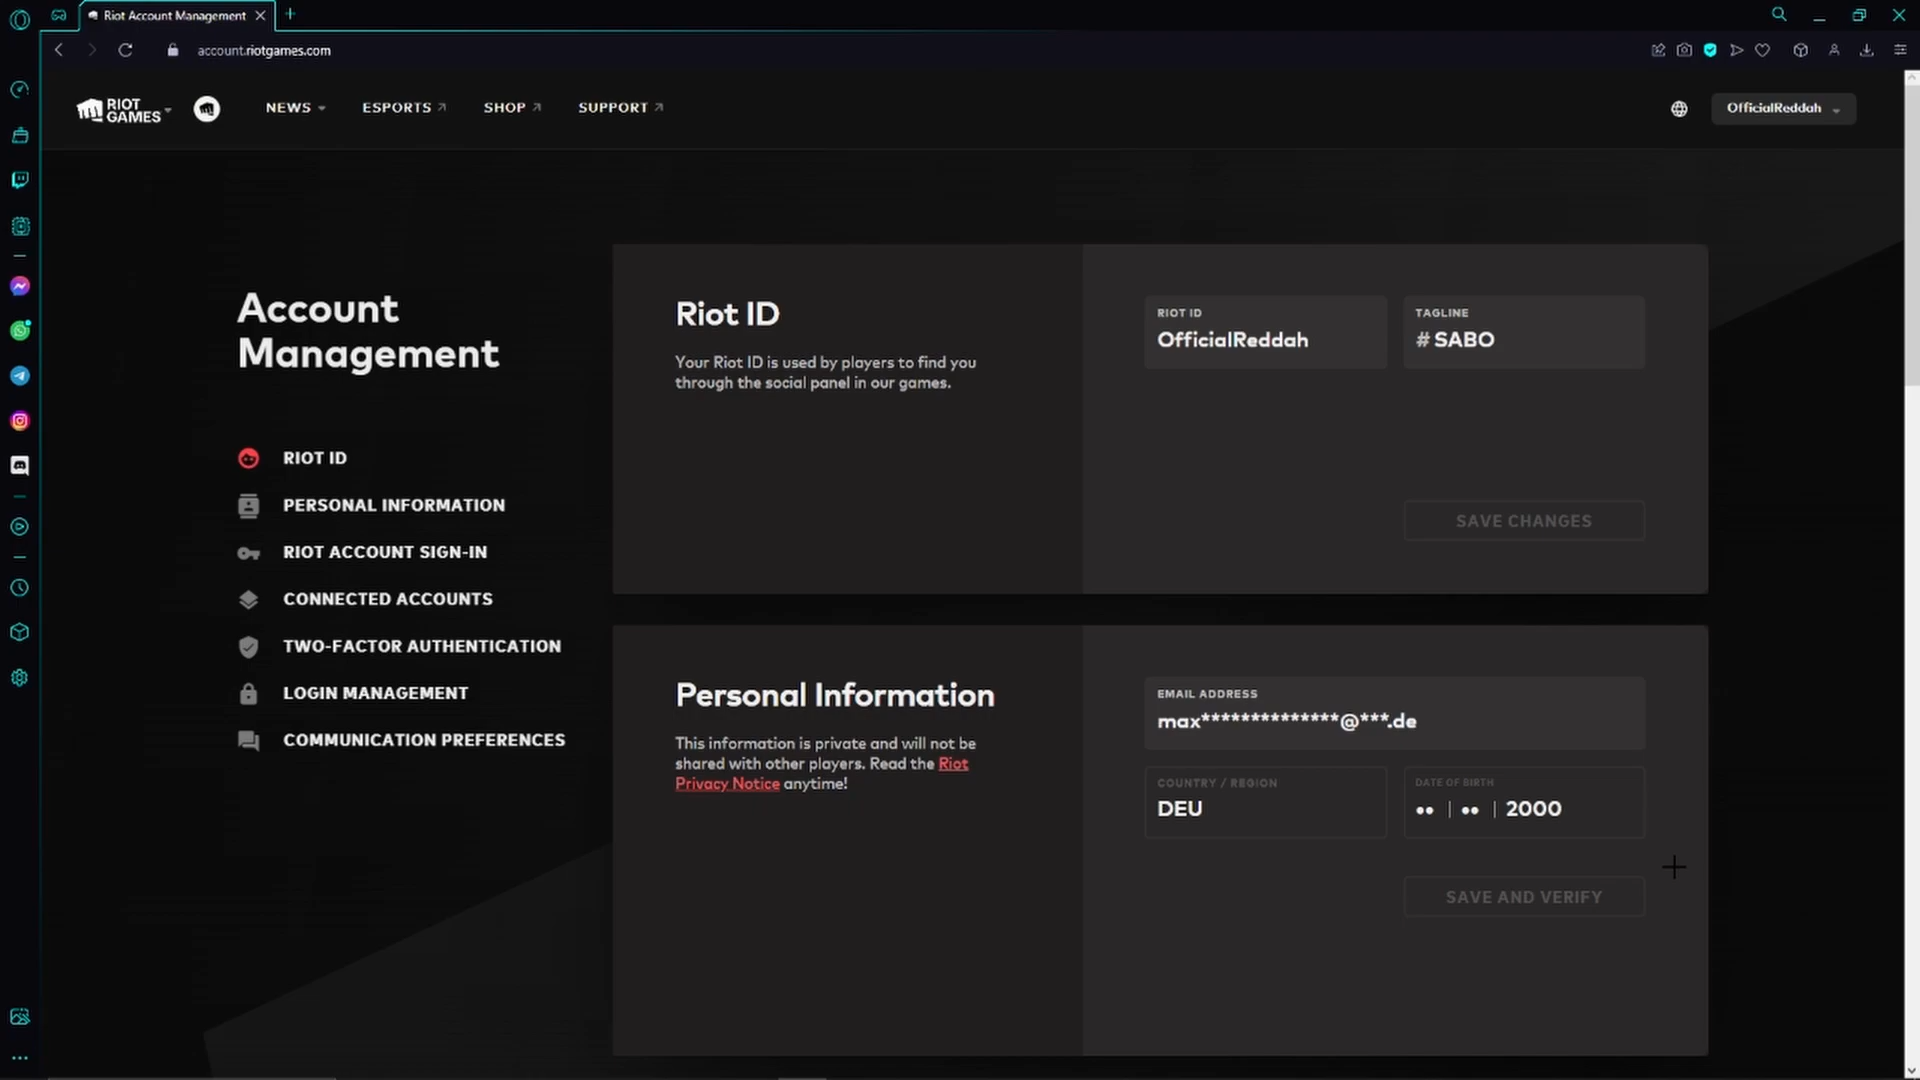 Riot Account Management
account.riotgames.com
RIOT GAMES
NEWS
ESPORTS
SHOP
SUPPORT
OfficialReddah
Account
Management
RIOT ID
PERSONAL INFORMATION
RIOT ACCOUNT SIGN-IN
CONNECTED ACCOUNTS
TWO-FACTOR AUTHENTICATION
LOGIN MANAGEMENT
COMMUNICATION PREFERENCES
Riot ID
Your Riot ID is used by players to find you
through the social panel in our games.
RIOT ID
OfficialReddah
TAGLINE
# SABO
SAVE CHANGES
Personal Information
This information is private and will not be
shared with other players. Read the Riot
Privacy Notice anytime!
EMAIL ADDRESS
max**************@***.de
COUNTRY / REGION
DEU
DATE OF BIRTH
•• | •• | 2000
SAVE AND VERIFY